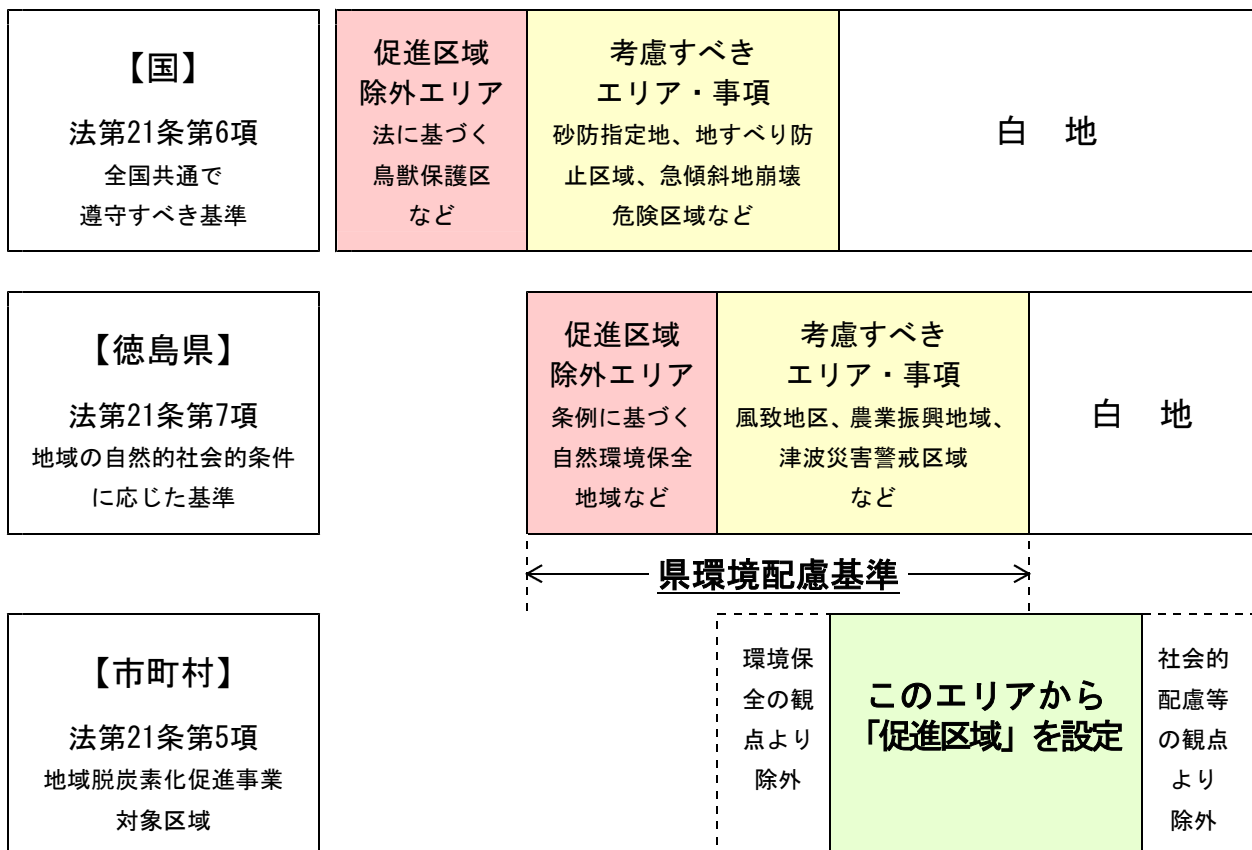 【国】
法第21条第6項
全国共通で
遵守すべき基準
促進区域
除外エリア
法に基づく
鳥獣保護区
など
考慮すべき
エリア・事項
砂防指定地、地すべり防
止区域、急傾斜地崩壊
危険区域など
白　地
【徳島県】
法第21条第7項
地域の自然的社会的条件
に応じた基準
促進区域
除外エリア
条例に基づく
自然環境保全
地域など
考慮すべき
エリア・事項
風致地区、農業振興地域、
津波災害警戒区域
など
白　地
県環境配慮基準
【市町村】
法第21条第5項
地域脱炭素化促進事業
対象区域
環境保
全の観
点より
除外
このエリアから
「促進区域」を設定
社会的
配慮等
の観点
より
除外